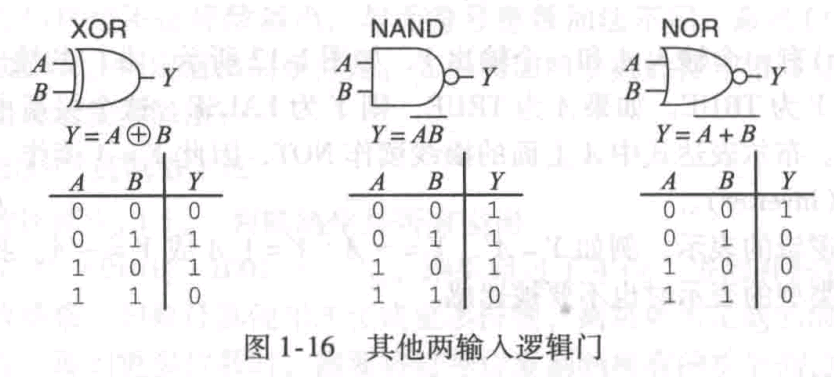 XOR NAND NOR
A A A
Y Y Y
B B B
Y = A ⊕ B Y = \overline{AB} Y = \overline{A + B}
A B Y A B Y A B Y
0 0 0 0 0 1 0 0 1
0 1 1 0 1 1 0 1 0
1 0 1 1 0 1 1 0 0
1 1 0 1 1 0 1 1 0
图 1-16 其他两输入逻辑门